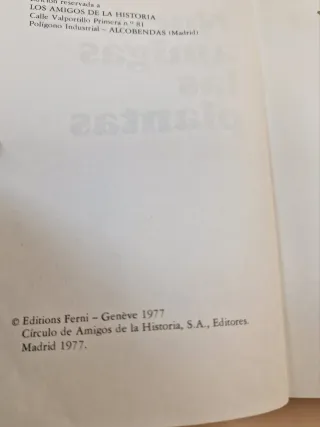 Edición reservada a
LOS AMIGOS DE LA HISTORIA
Calle Valportillo Primera n.º 81
Polígono Industrial – ALCOBENDAS (Madrid)
© Editions Ferni – Genève 1977
Círculo de Amigos de la Historia, S.A., Editores.
Madrid 1977.